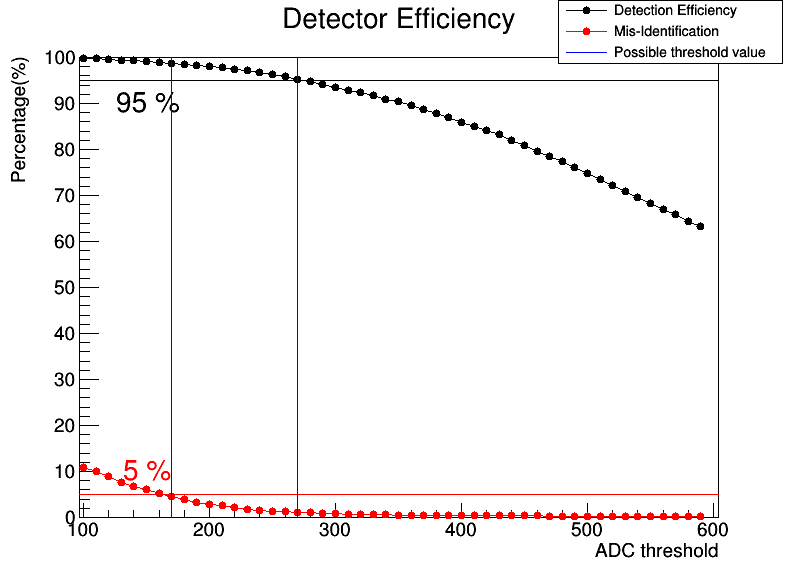 Detector Efficiency
Detection Efficiency
Mis-Identification
Possible threshold value
Percentage(%)
100
90
80
70
60
50
40
30
20
10
0
95 %
5 %
100 200 300 400 500 600
ADC threshold